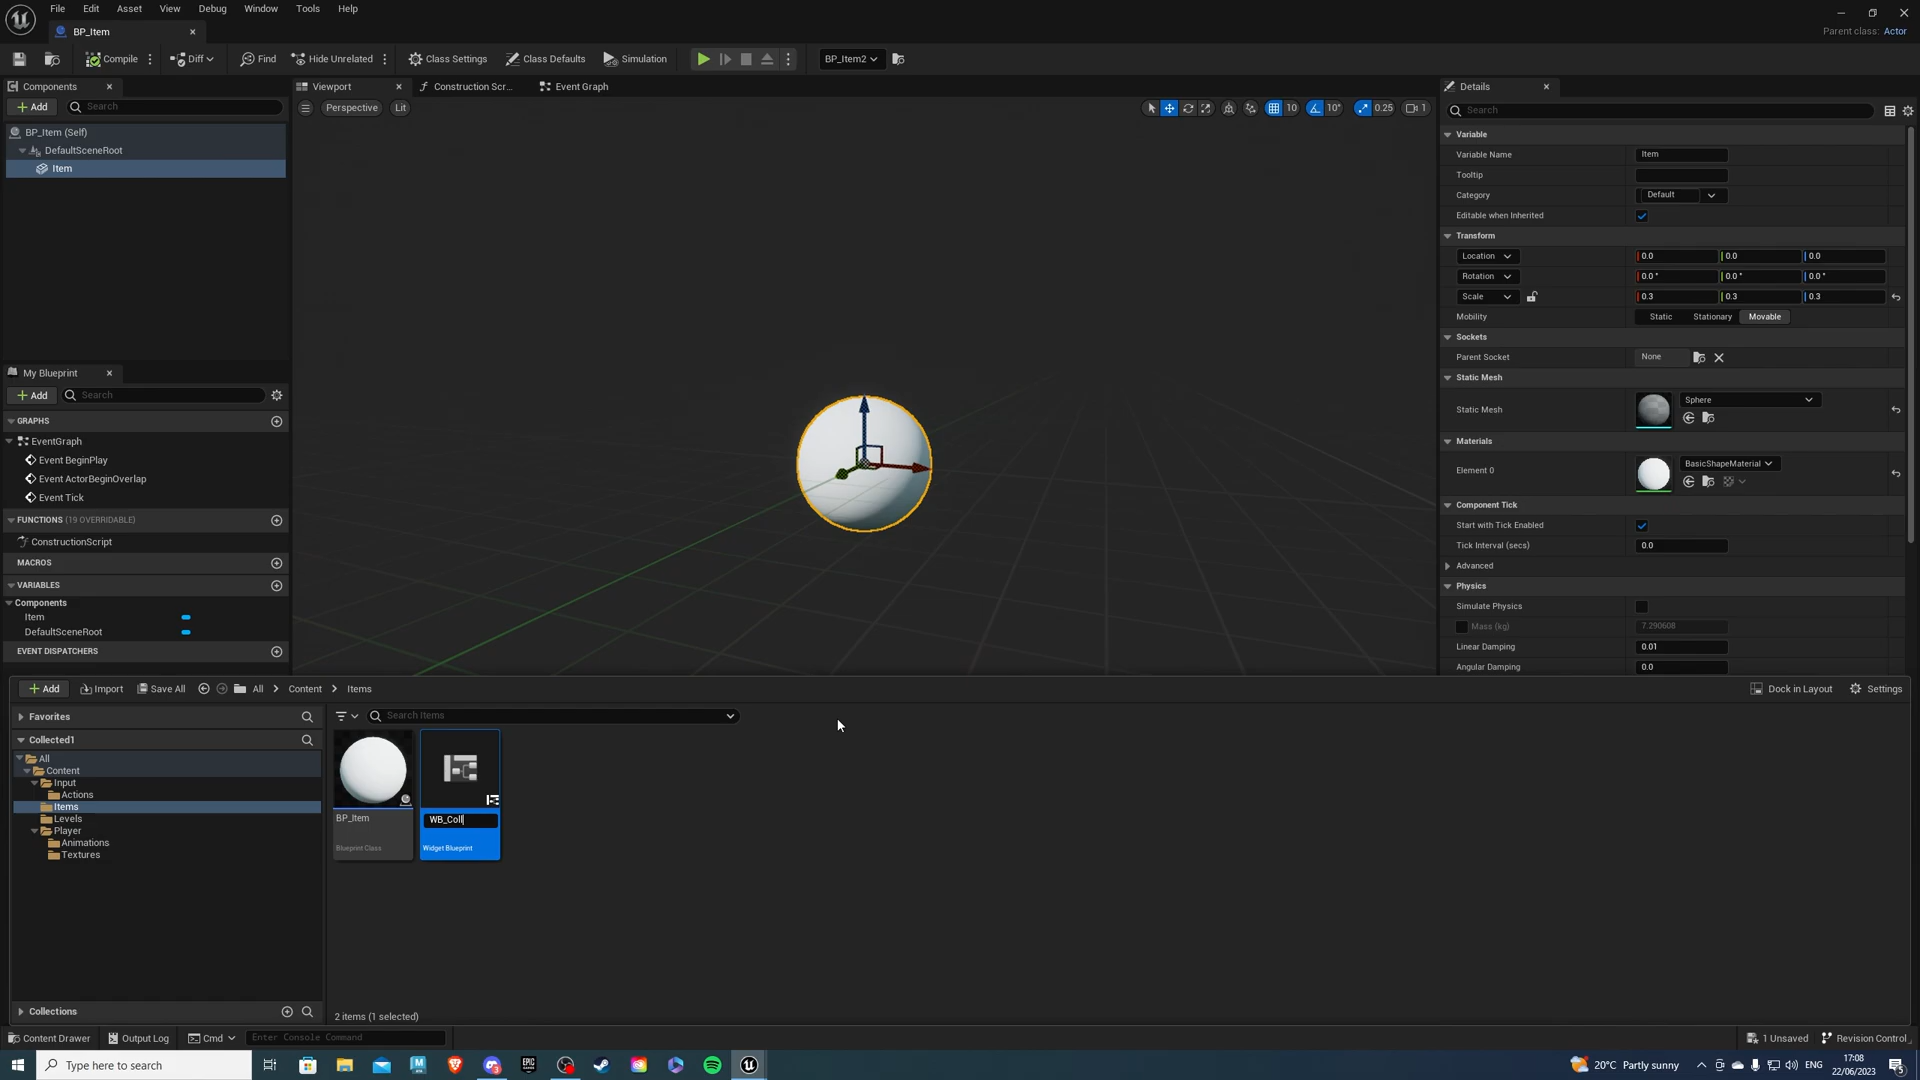 File Edit Asset View Debug Window Tools Help
BP_Item
Parent class: Actor
Compile Diff Find Hide Unrelated Class Settings Class Defaults Simulation BP_Item2
Components
Add Search
BP_Item (Self)
DefaultSceneRoot
Item
Viewport Construction Scr... Event Graph
Perspective Lit 10 10° 0.25 1
Details
Search
Variable
Variable Name Item
Tooltip
Category Default
Editable when Inherited
Transform
Location 0.0 0.0 0.0
Rotation 0.0 ° 0.0 ° 0.0 °
Scale 0.3 0.3 0.3
Mobility Static Stationary Movable
Sockets
Parent Socket None
Static Mesh
Static Mesh Sphere
Materials
Element 0 BasicShapeMaterial
Component Tick
Start with Tick Enabled
Tick Interval (secs) 0.0
Advanced
Physics
Simulate Physics
Mass (kg) 7.290608
Linear Damping 0.01
Angular Damping 0.0
My Blueprint
Add Search
GRAPHS
EventGraph
Event BeginPlay
Event ActorBeginOverlap
Event Tick
FUNCTIONS (19 OVERRIDABLE)
ConstructionScript
MACROS
VARIABLES
Components
Item
DefaultSceneRoot
EVENT DISPATCHERS
Add Import Save All All Content Items Dock in Layout Settings
Favorites
Search Items
Collected1
All
Content
Input
Actions
Items
Levels
Player
Animations
Textures
BP_Item
Blueprint Class
WB_Coll
Widget Blueprint
Collections
2 items (1 selected)
Content Drawer Output Log Cmd Enter Console Command 1 Unsaved Revision Control
Type here to search
20°C Partly sunny
ENG
17:08
22/06/2023